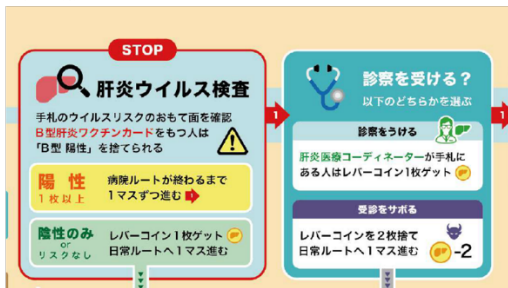 STOP
肝炎ウイルス検査
手札のウイルスリスクのおもて面を確認
B型肝炎ワクチンカードをもつ人は
「B型 陽性」を捨てられる
陽性
1枚以上
病院ルートが終わるまで
1マスずつ進む
陰性のみ
or
リスクなし
レバーコイン1枚ゲット
日常ルートへ1マス進む
1
診察を受ける?
以下のどちらかを選ぶ
診察をうける
肝炎医療コーディネーターが手札に
ある人はレバーコイン1枚ゲット
受診をサボる
レバーコインを2枚捨て
日常ルートへ1マス進む
-2
1